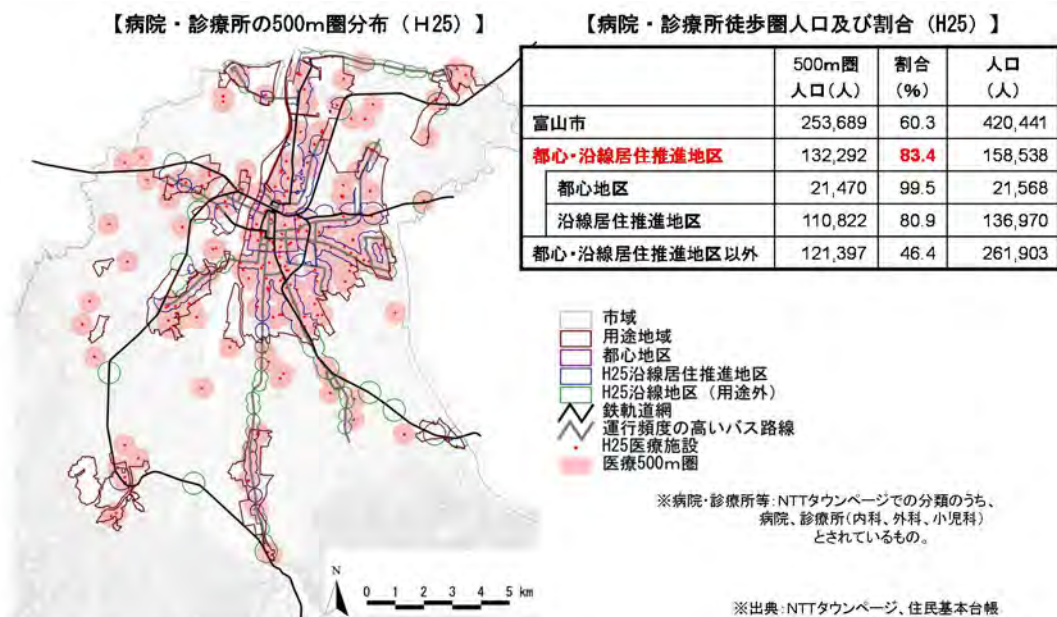 【病院・診療所の500m圏分布（H25）】
【病院・診療所徒歩圏人口及び割合（H25）】
500m圏人口(人) 割合(%) 人口(人)
富山市 253,689 60.3 420,441
都心・沿線居住推進地区 132,292 83.4 158,538
都心地区 21,470 99.5 21,568
沿線居住推進地区 110,822 80.9 136,970
都心・沿線居住推進地区以外 121,397 46.4 261,903
市域
用途地域
都心地区
H25沿線居住推進地区
H25沿線地区（用途外）
鉄軌道網
運行頻度の高いバス路線
H25医療施設
医療500m圏
※病院・診療所等：NTTタウンページでの分類のうち、
病院、診療所（内科、外科、小児科）
とされているもの。
N
0 1 2 3 4 5 km
※出典：NTTタウンページ、住民基本台帳